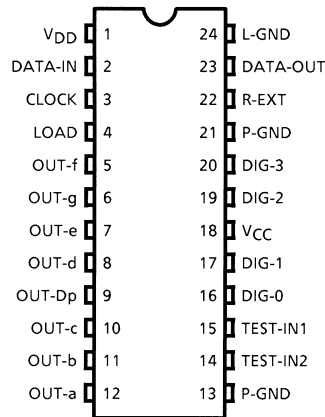 VDD 1 24 L-GND
DATA-IN 2 23 DATA-OUT
CLOCK 3 22 R-EXT
LOAD 4 21 P-GND
OUT-f 5 20 DIG-3
OUT-g 6 19 DIG-2
OUT-e 7 18 VCC
OUT-d 8 17 DIG-1
OUT-Dp 9 16 DIG-0
OUT-c 10 15 TEST-IN1
OUT-b 11 14 TEST-IN2
OUT-a 12 13 P-GND